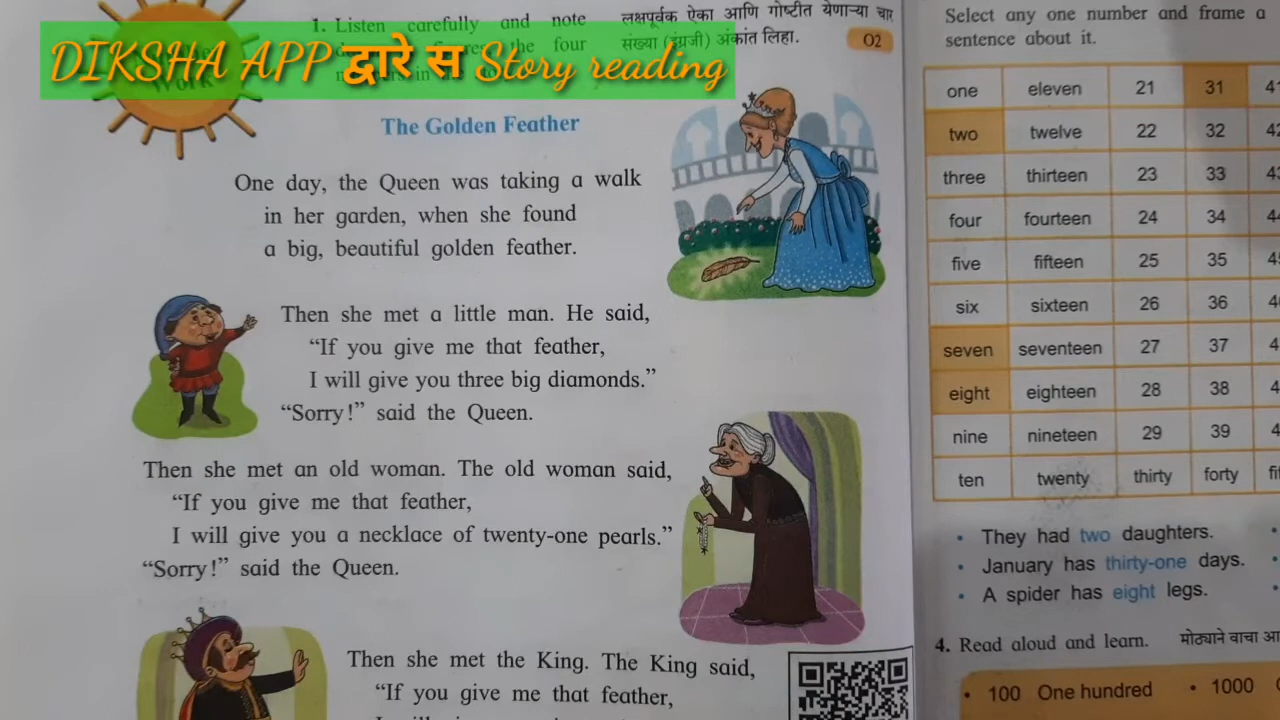 1. Listen carefully and note
the four
in
लक्षपूर्वक ऐका आणि गोष्टीत येणाऱ्या चार
संख्या (इंग्रजी) अंकांत लिहा.
02
DIKSHA APP द्वारे स Story reading
Work
The Golden Feather
One day, the Queen was taking a walk
in her garden, when she found
a big, beautiful golden feather.
Then she met a little man. He said,
“If you give me that feather,
I will give you three big diamonds.”
“Sorry!” said the Queen.
Then she met an old woman. The old woman said,
“If you give me that feather,
I will give you a necklace of twenty-one pearls.”
“Sorry!” said the Queen.
Then she met the King. The King said,
“If you give me that feather,
Select any one number and frame a
sentence about it.
one eleven 21 31
two twelve 22 32
three thirteen 23 33
four fourteen 24 34
five fifteen 25 35
six sixteen 26 36
seven seventeen 27 37
eight eighteen 28 38
nine nineteen 29 39
ten twenty thirty forty
• They had two daughters.
• January has thirty-one days.
• A spider has eight legs.
4. Read aloud and learn. मोठ्याने वाचा
• 100 One hundred • 1000